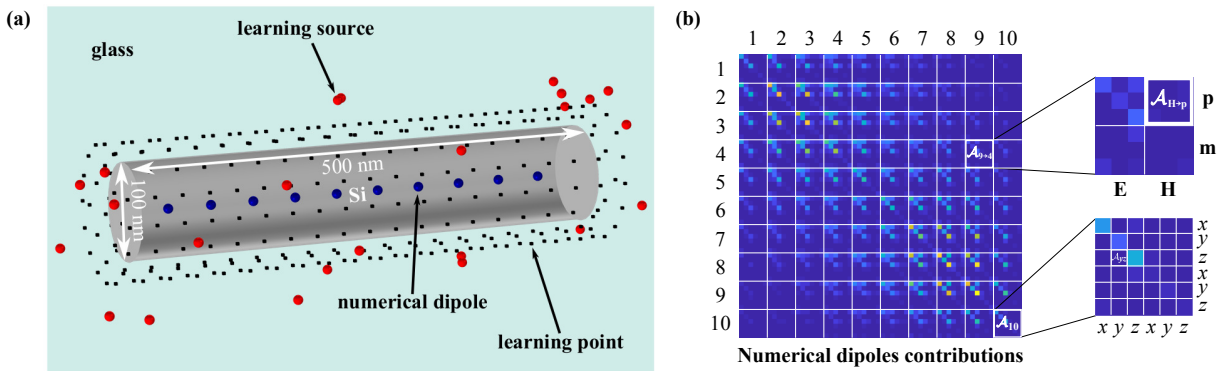 (a)
glass
learning source
500 nm
100 nm
Si
numerical dipole
learning point
(b)
1 2 3 4 5 6 7 8 9 10
1
2
3
4
5
6
7
8
9
10
𝒜9→4
𝒜10
Numerical dipoles contributions
𝒜H→p
p
m
E H
𝒜yz
x
y
z
x
y
z
x y z x y z